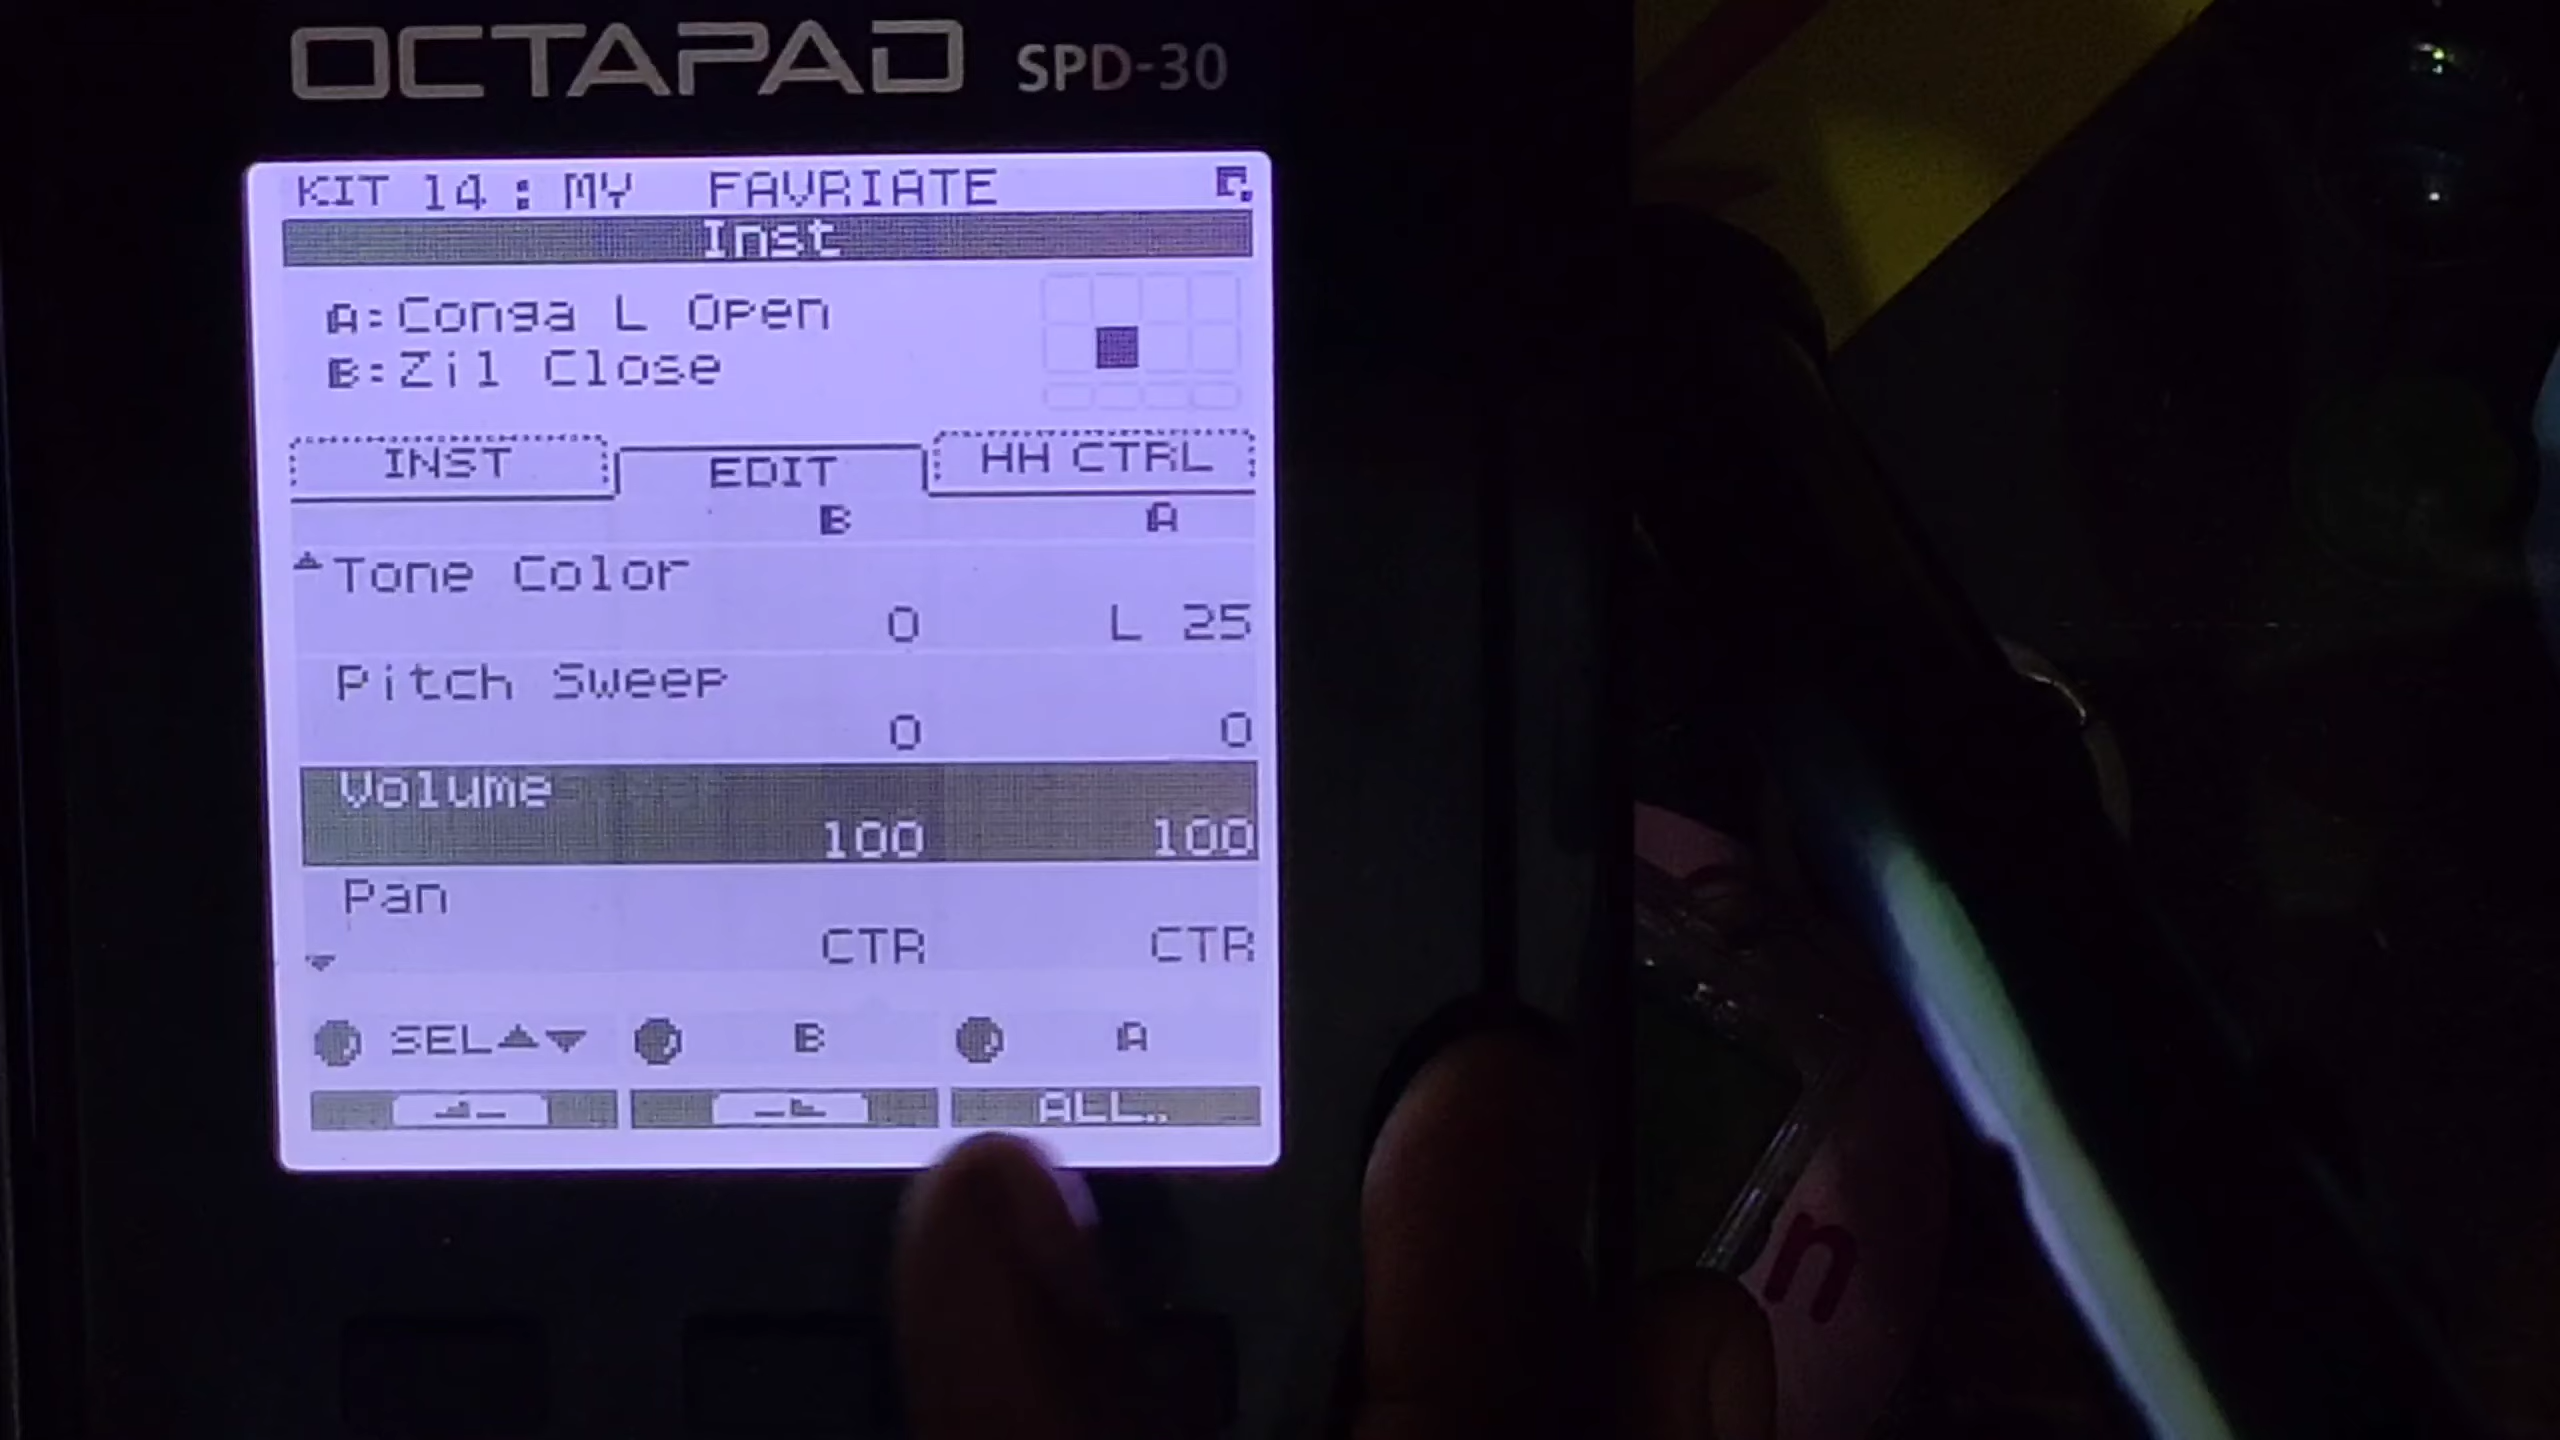 OCTAPAD SPD-30
KIT 14 : MY FAVRIATE
Inst
A:Conga L Open
B:Zil Close
INST EDIT HH CTRL
B A
Tone Color
0 L 25
Pitch Sweep
0 0
Volume
100 100
Pan
CTR CTR
SEL B A
ALL..
n